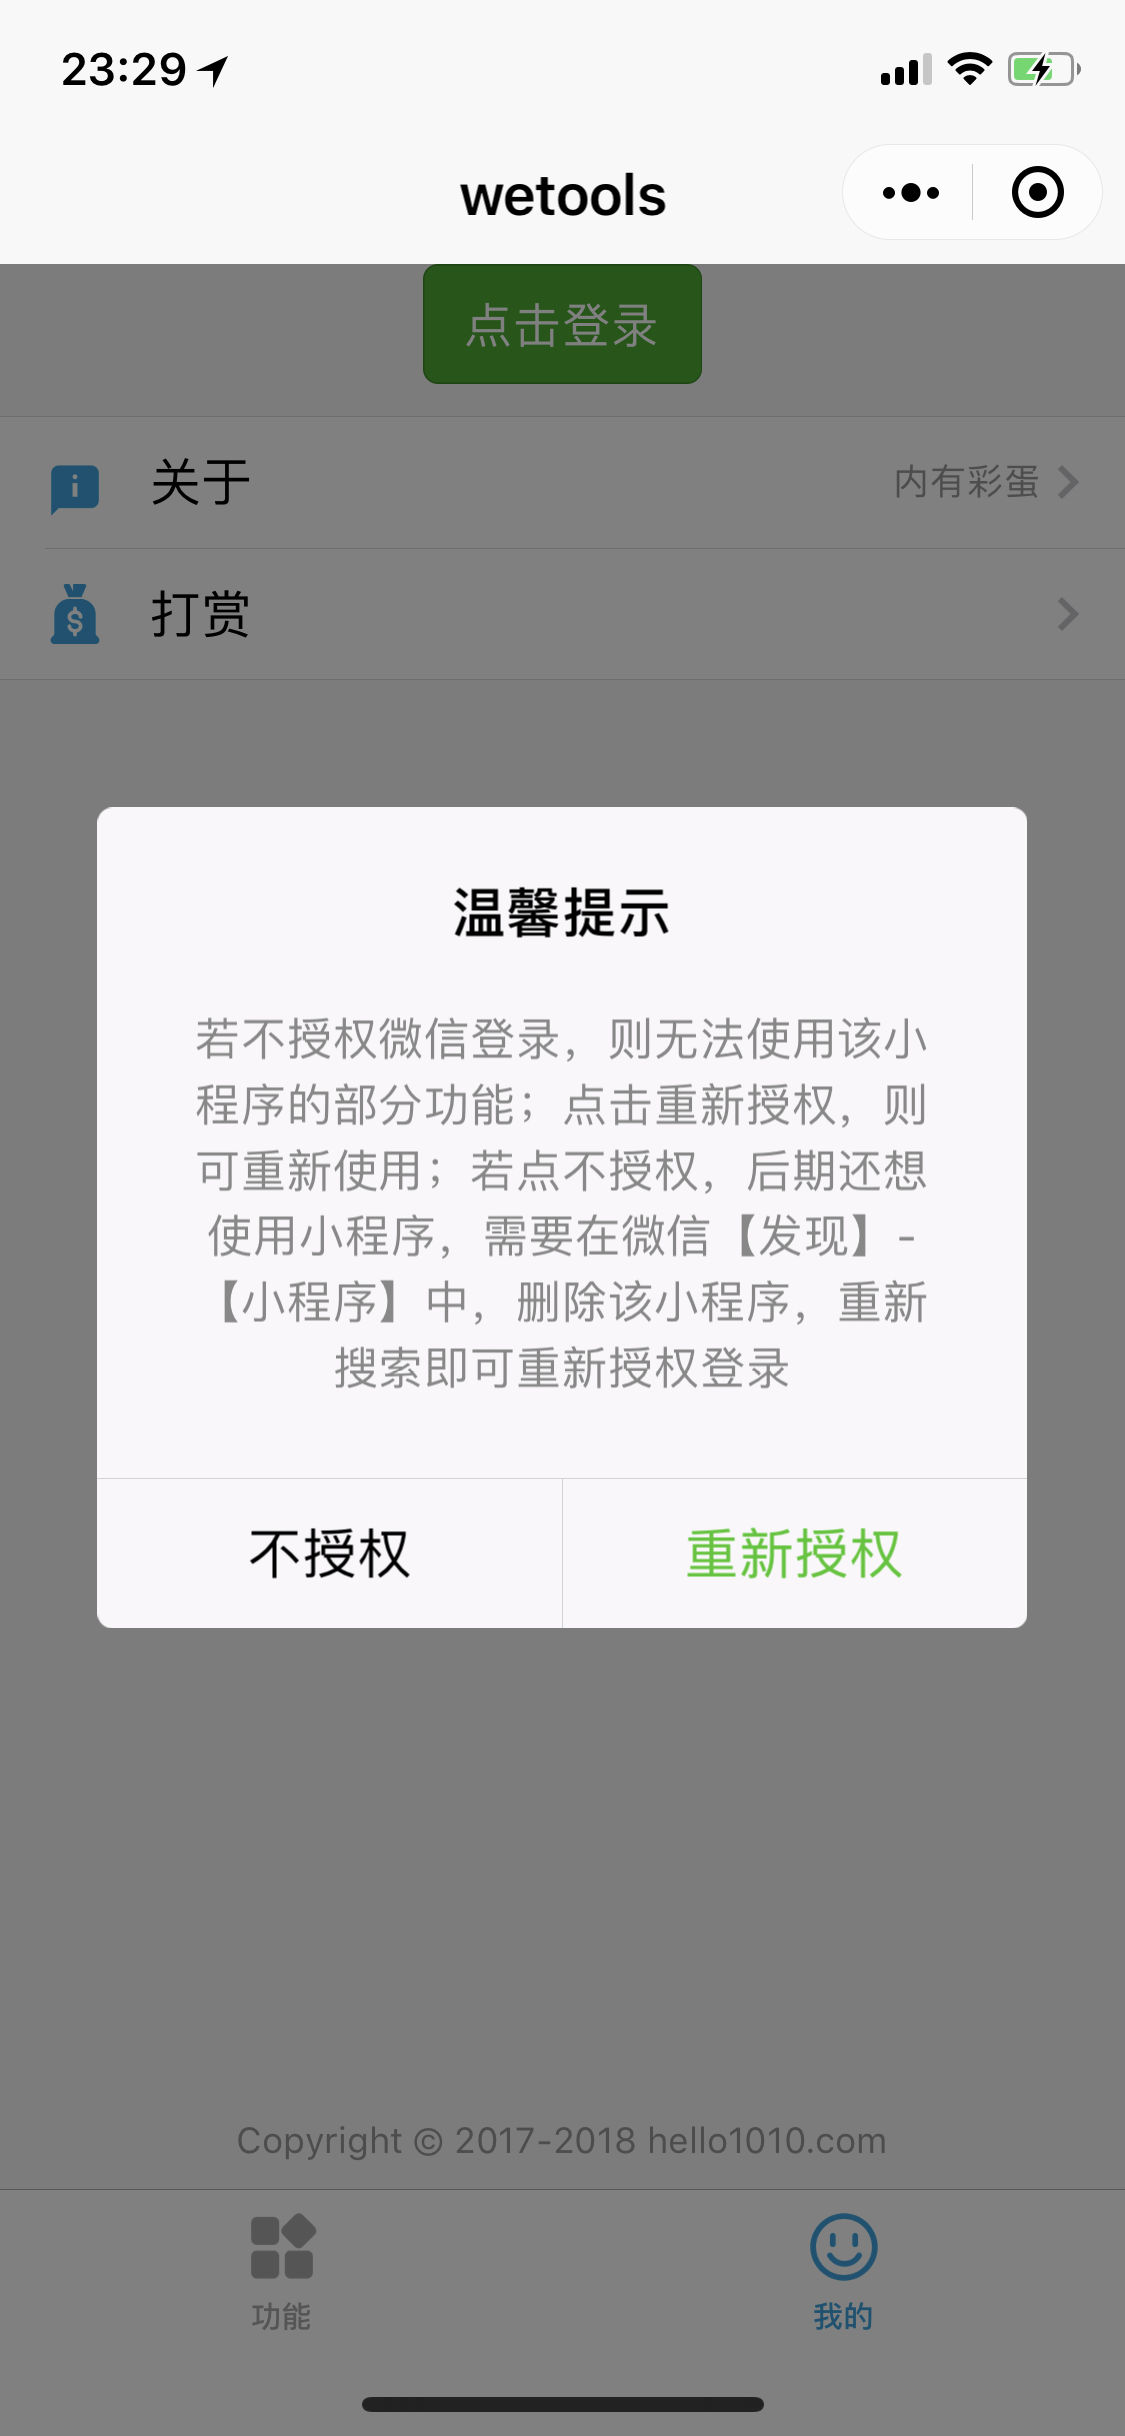 23:29
wetools
点击登录
关于
内有彩蛋
打赏
温馨提示
若不授权微信登录，则无法使用该小
程序的部分功能；点击重新授权，则
可重新使用；若点不授权，后期还想
使用小程序，需要在微信【发现】-
【小程序】中，删除该小程序，重新
搜索即可重新授权登录
不授权
重新授权
Copyright © 2017-2018 hello1010.com
功能
我的